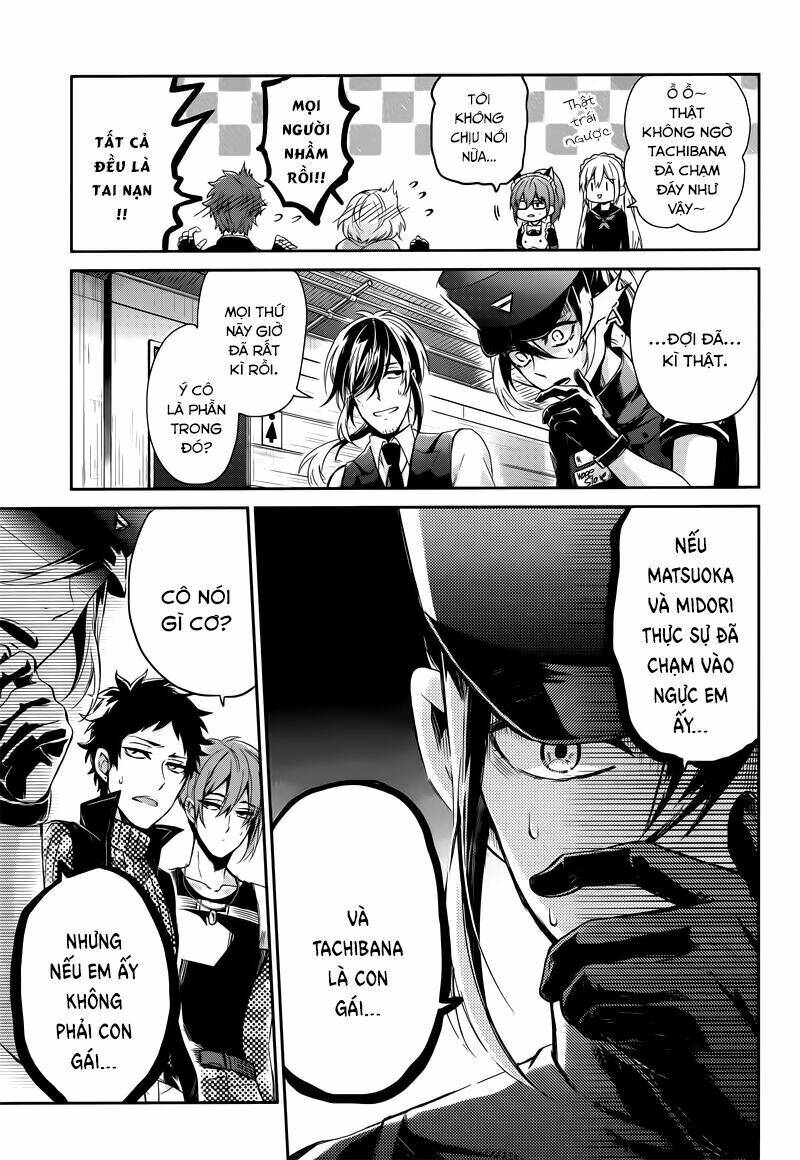 Ồ Ồ~
THẬT
KHÔNG NGỜ
TACHIBANA
ĐÃ CHẠM
ĐÁY NHƯ
VẬY~
Thật
trái
ngược
TÔI
KHÓNG
CHỊU NỔI
NỮA...
MỌI
NGƯỜI
NHẦM
RỒI!!
TẤT CẢ
ĐỀU LÀ
TAI NẠN
!!
...ĐỢI ĐÃ...
KÌ THẬT.
MỌI THỨ
NÀY GIỜ
ĐÃ RẤT
KÌ RỒI.
Ý CÔ
LÀ PHẦN
TRONG
ĐÓ?
NẾU
MATSUOKA
VÀ MIDORI
THỰC SỰ ĐÃ
CHẠM VÀO
NGỰC EM
ẤY...
VÀ
TACHIBANA
LÀ CON
GÁI...
CÔ NÓI
GÌ CƠ?
NHƯNG
NẾU EM ẤY
KHÔNG
PHẢI CON
GÁI...